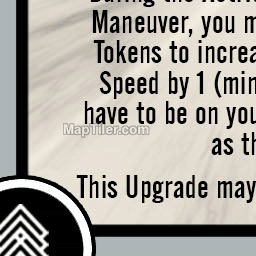 Maneuver, you m
Tokens to increa
Speed by 1 (min
have to be on you
MapTiler.com
as th
This Upgrade may